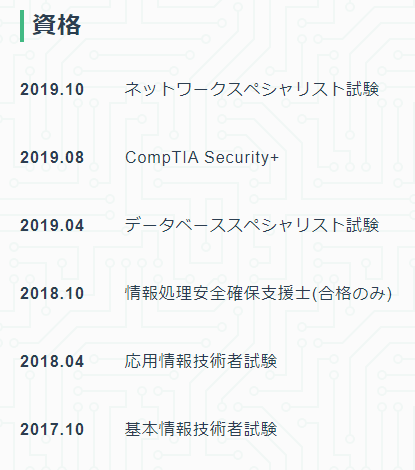 資格
2019.10 ネットワークスペシャリスト試験
2019.08 CompTIA Security+
2019.04 データベーススペシャリスト試験
2018.10 情報処理安全確保支援士(合格のみ)
2018.04 応用情報技術者試験
2017.10 基本情報技術者試験